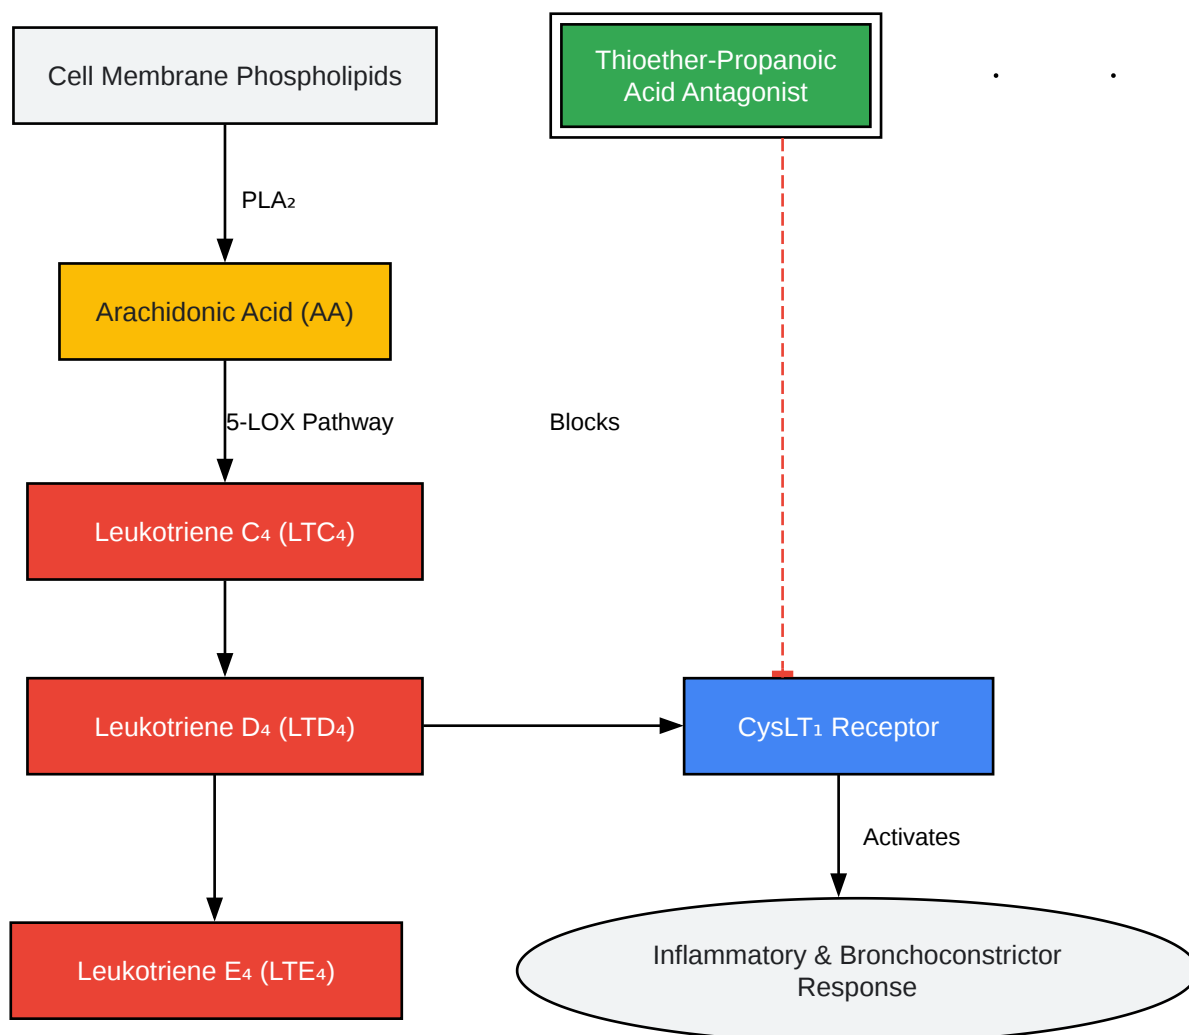 Cell Membrane Phospholipids
Thioether-Propanoic
Acid Antagonist
PLA₂
Arachidonic Acid (AA)
5-LOX Pathway
Blocks
Leukotriene C₄ (LTC₄)
Leukotriene D₄ (LTD₄)
CysLT₁ Receptor
Activates
Leukotriene E₄ (LTE₄)
Inflammatory & Bronchoconstrictor
Response